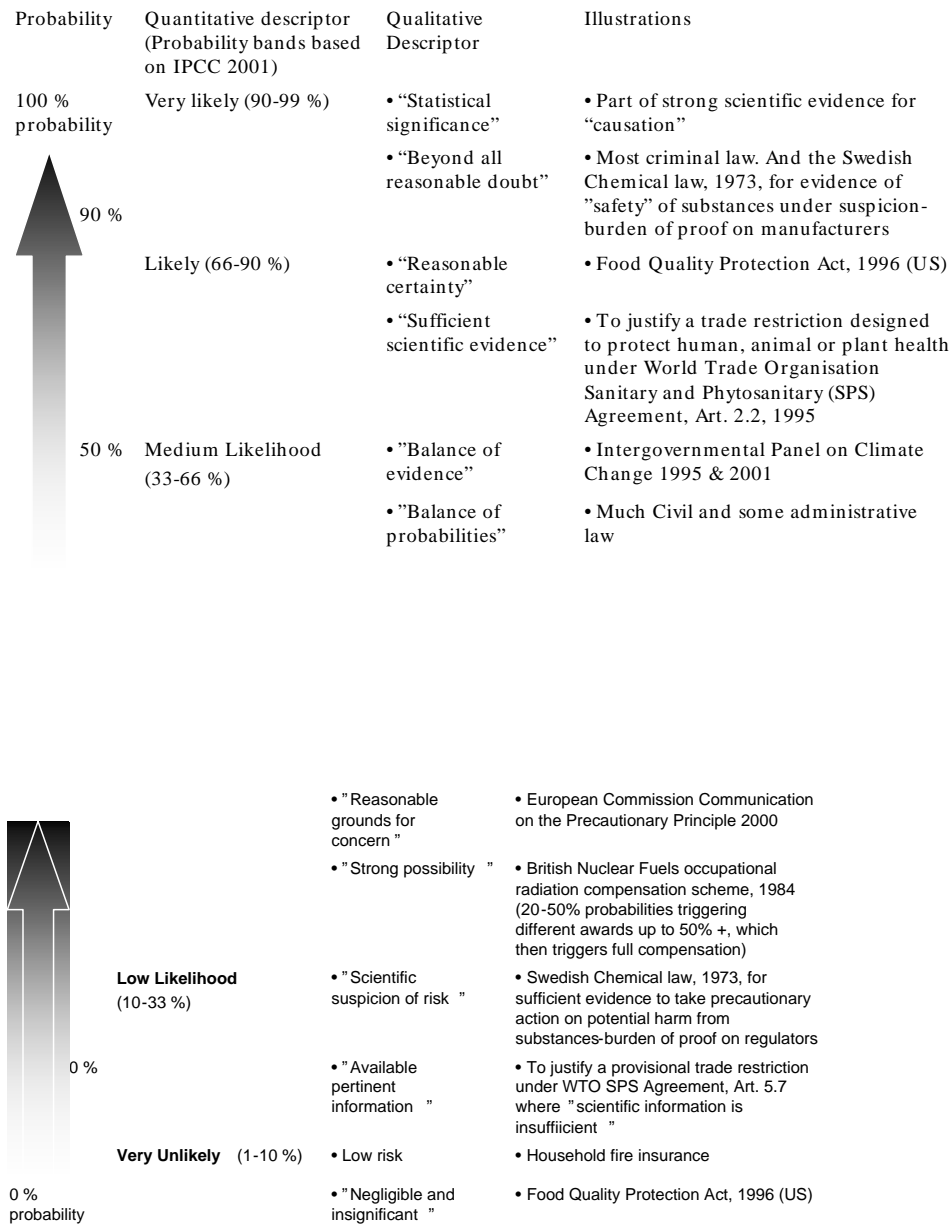 Probability Quantitative descriptor Qualitative Illustrations
(Probability bands based Descriptor
on IPCC 2001)
100 % Very likely (90-99 %) • “Statistical • Part of strong scientific evidence for
probability significance” “causation”
• “Beyond all • Most criminal law. And the Swedish
reasonable doubt” Chemical law, 1973, for evidence of
90 % ”safety” of substances under suspicion-
burden of proof on manufacturers
Likely (66-90 %) • “Reasonable • Food Quality Protection Act, 1996 (US)
certainty”
• “Sufficient • To justify a trade restriction designed
scientific evidence” to protect human, animal or plant health
under World Trade Organisation
Sanitary and Phytosanitary (SPS)
Agreement, Art. 2.2, 1995
50 % Medium Likelihood • ”Balance of • Intergovernmental Panel on Climate
(33-66 %) evidence” Change 1995 & 2001
• ”Balance of • Much Civil and some administrative
probabilities” law
• ” Reasonable • European Commission Communication
grounds for on the Precautionary Principle 2000
concern ”
• ” Strong possibility ” • British Nuclear Fuels occupational
radiation compensation scheme, 1984
(20-50% probabilities triggering
different awards up to 50% +, which
then triggers full compensation)
Low Likelihood • ” Scientific • Swedish Chemical law, 1973, for
(10-33 %) suspicion of risk ” sufficient evidence to take precautionary
action on potential harm from
substances-burden of proof on regulators
0 % • ” Available • To justify a provisional trade restriction
pertinent under WTO SPS Agreement, Art. 5.7
information ” where ” scientific information is
insuffiicient ”
Very Unlikely (1-10 %) • Low risk • Household fire insurance
0 % • ” Negligible and • Food Quality Protection Act, 1996 (US)
probability insignificant ”